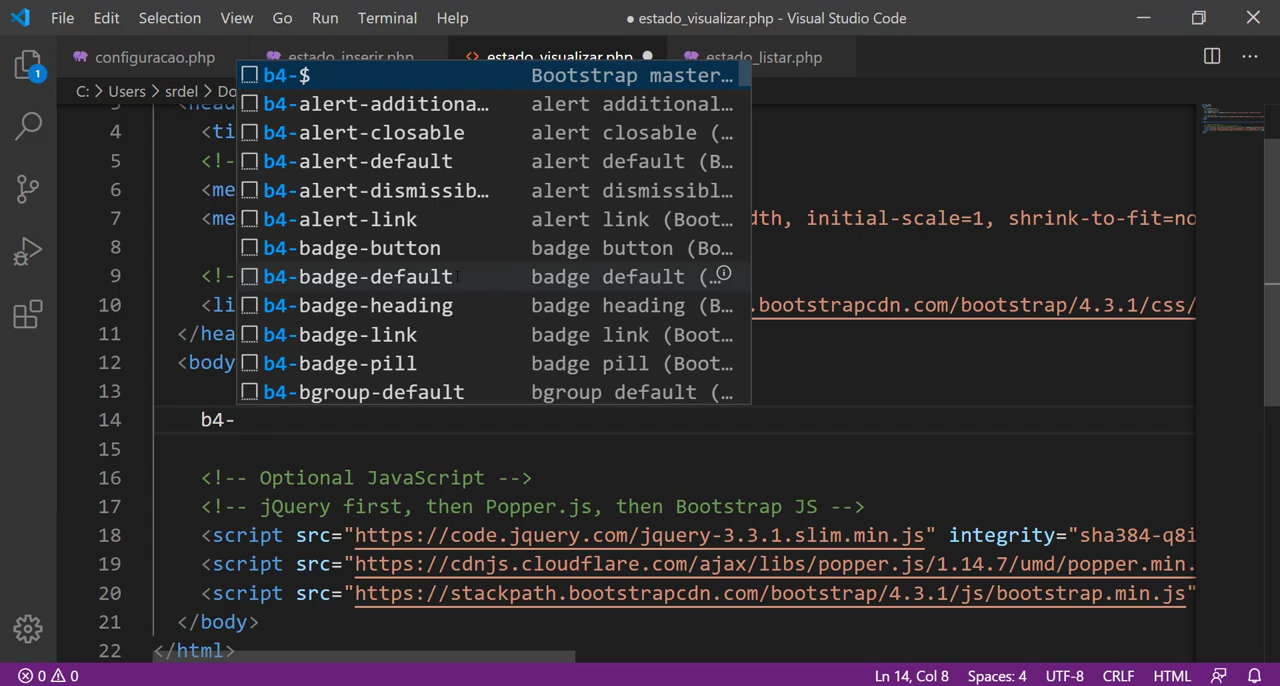 File Edit Selection View Go Run Terminal Help ● estado_visualizar.php - Visual Studio Code
configuracao.php estado_inserir.php estado_visualizar.php estado_listar.php
1
C: > Users > srdel > Do
b4-$ Bootstrap master…
b4-alert-additiona… alert additional…
b4-alert-closable alert closable (…
b4-alert-default alert default (B…
b4-alert-dismissib… alert dismissibl…
b4-alert-link alert link (Boot…
b4-badge-button badge button (Bo…
b4-badge-default badge default (…
b4-badge-heading badge heading (B…
b4-badge-link badge link (Boot…
b4-badge-pill badge pill (Boot…
b4-bgroup-default bgroup default (…
3 <head
4 <ti
5 <!-
6 <me
7 <me dth, initial-scale=1, shrink-to-fit=no
8
9 <!-
10 <li .bootstrapcdn.com/bootstrap/4.3.1/css/
11 </hea
12 <body
13
14 b4-
15
16 <!-- Optional JavaScript -->
17 <!-- jQuery first, then Popper.js, then Bootstrap JS -->
18 <script src="https://code.jquery.com/jquery-3.3.1.slim.min.js" integrity="sha384-q8i
19 <script src="https://cdnjs.cloudflare.com/ajax/libs/popper.js/1.14.7/umd/popper.min.
20 <script src="https://stackpath.bootstrapcdn.com/bootstrap/4.3.1/js/bootstrap.min.js"
21 </body>
22 </html>
0 0 Ln 14, Col 8 Spaces: 4 UTF-8 CRLF HTML